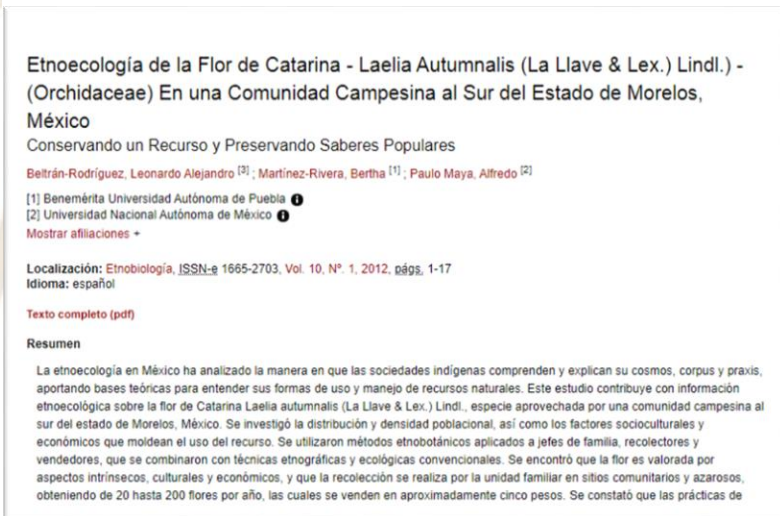 Etnoecología de la Flor de Catarina - Laelia Autumnalis (La Llave & Lex.) Lindl.) -
(Orchidaceae) En una Comunidad Campesina al Sur del Estado de Morelos,
México
Conservando un Recurso y Preservando Saberes Populares
Beltrán-Rodríguez, Leonardo Alejandro [3] ; Martínez-Rivera, Bertha [1] ; Paulo Maya, Alfredo [2]
[1] Benemérita Universidad Autónoma de Puebla
[2] Universidad Nacional Autónoma de México
Mostrar afiliaciones +
Localización: Etnobiología, ISSN-e 1665-2703, Vol. 10, Nº. 1, 2012, págs. 1-17
Idioma: español
Texto completo (pdf)
Resumen
La etnoecología en México ha analizado la manera en que las sociedades indígenas comprenden y explican su cosmos, corpus y praxis,
aportando bases teóricas para entender sus formas de uso y manejo de recursos naturales. Este estudio contribuye con información
etnoecológica sobre la flor de Catarina Laelia autumnalis (La Llave & Lex.) Lindl., especie aprovechada por una comunidad campesina al
sur del estado de Morelos, México. Se investigó la distribución y densidad poblacional, así como los factores socioculturales y
económicos que moldean el uso del recurso. Se utilizaron métodos etnobotánicos aplicados a jefes de familia, recolectores y
vendedores, que se combinaron con técnicas etnográficas y ecológicas convencionales. Se encontró que la flor es valorada por
aspectos intrínsecos, culturales y económicos, y que la recolección se realiza por la unidad familiar en sitios comunitarios y azarosos,
obteniendo de 20 hasta 200 flores por año, las cuales se venden en aproximadamente cinco pesos. Se constató que las prácticas de